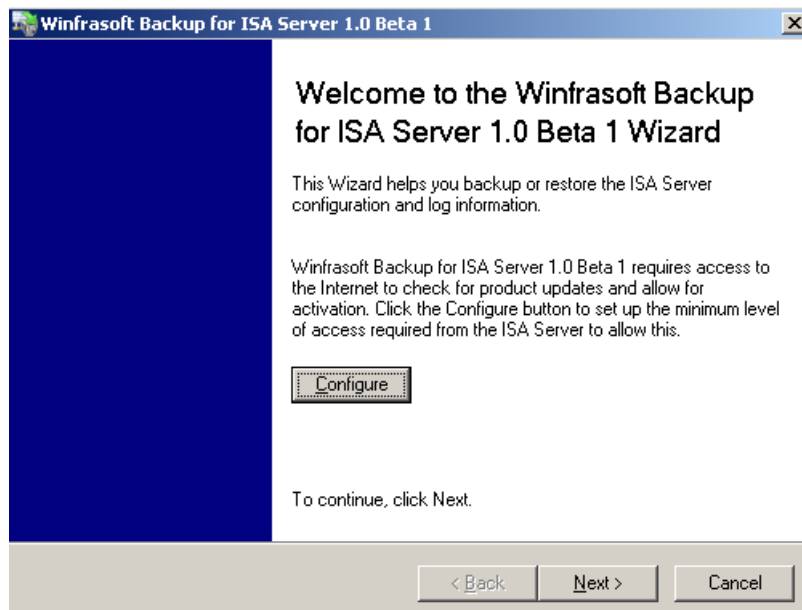 Winfrasoft Backup for ISA Server 1.0 Beta 1
Welcome to the Winfrasoft Backup
for ISA Server 1.0 Beta 1 Wizard
This Wizard helps you backup or restore the ISA Server
configuration and log information.
Winfrasoft Backup for ISA Server 1.0 Beta 1 requires access to
the Internet to check for product updates and allow for
activation. Click the Configure button to set up the minimum level
of access required from the ISA Server to allow this.
Configure
To continue, click Next.
< Back Next > Cancel